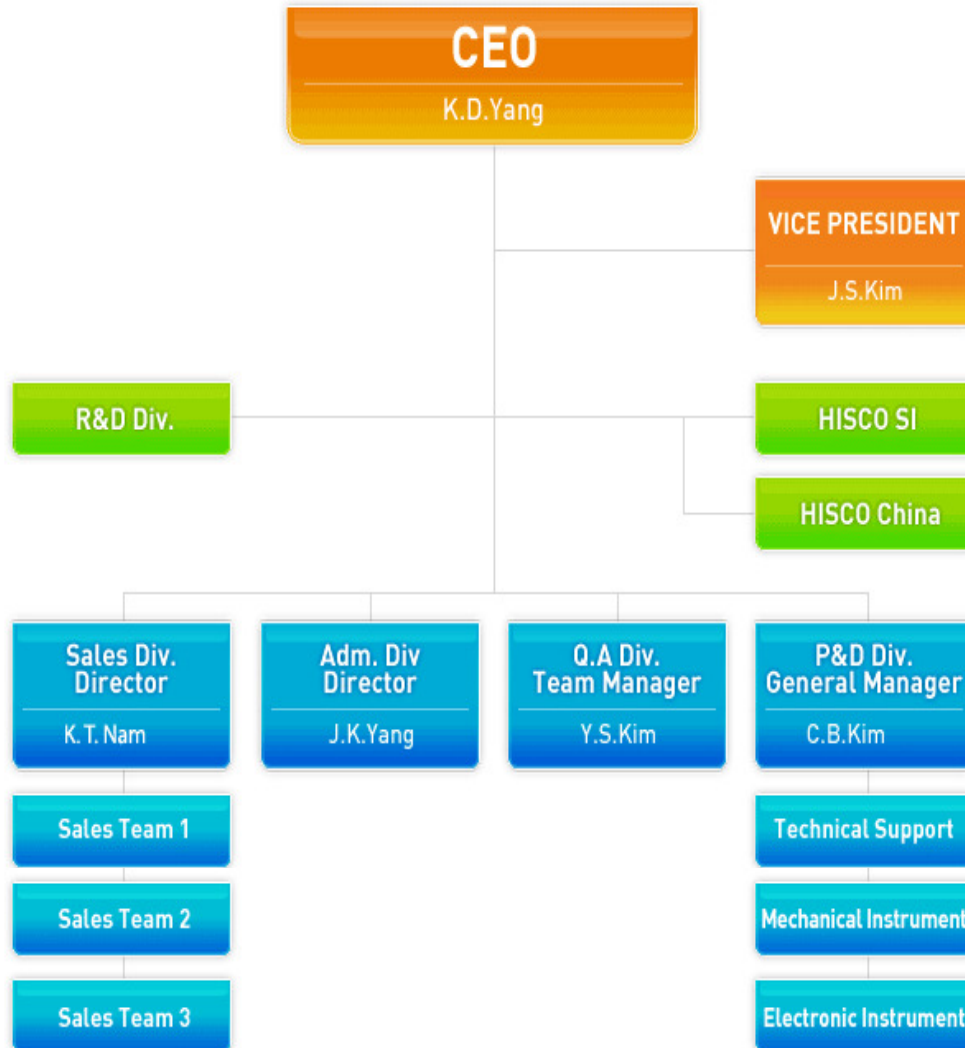 CEO
K.D.Yang
VICE PRESIDENT
J.S.Kim
R&D Div.
HISCO SI
HISCO China
Sales Div.
Director
K.T. Nam
Adm. Div
Director
J.K.Yang
Q.A Div.
Team Manager
Y.S.Kim
P&D Div.
General Manager
C.B.Kim
Sales Team 1
Technical Support
Sales Team 2
Mechanical Instrument
Sales Team 3
Electronic Instrument